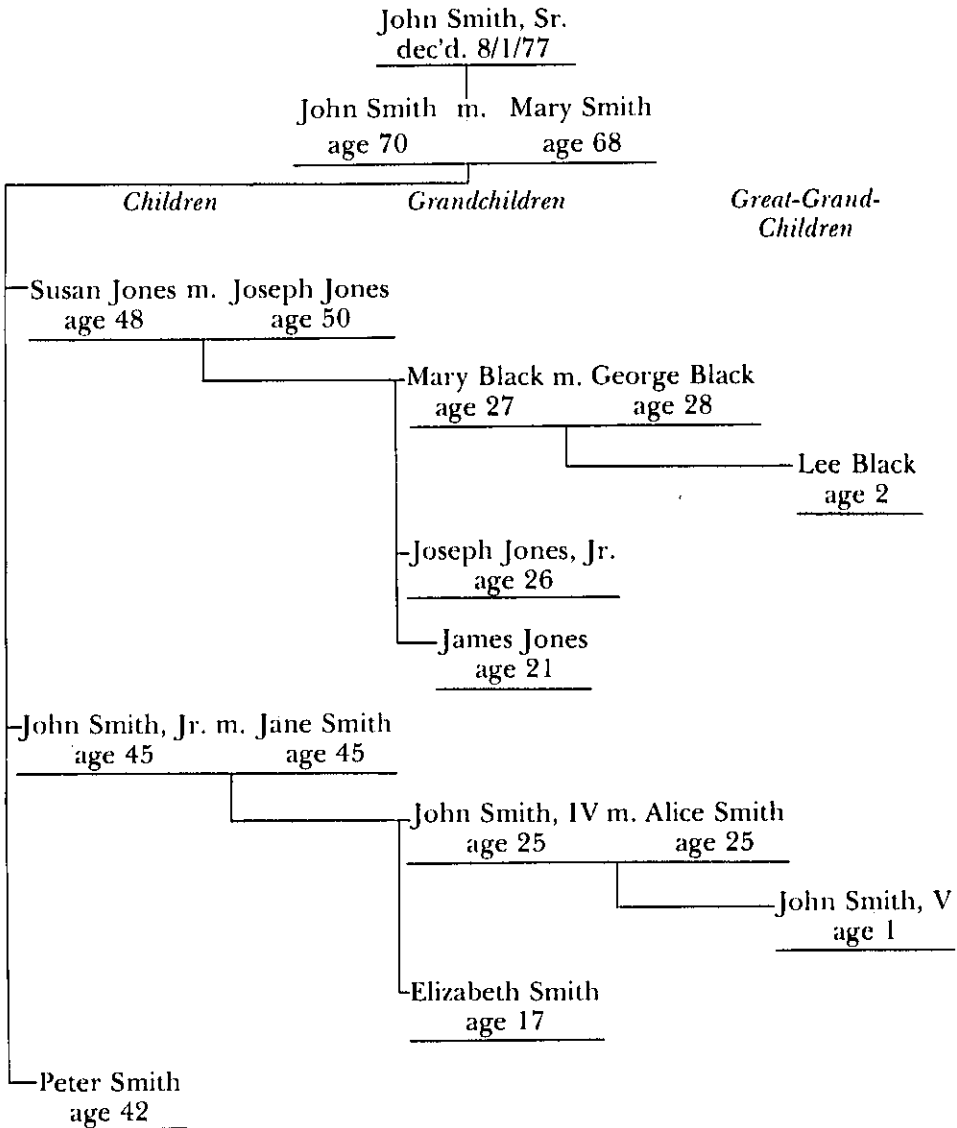 John Smith, Sr.
dec'd. 8/1/77
John Smith m. Mary Smith
age 70 age 68
Children Grandchildren Great-Grand-
Children
Susan Jones m. Joseph Jones
age 48 age 50
Mary Black m. George Black
age 27 age 28
Lee Black
age 2
Joseph Jones, Jr.
age 26
James Jones
age 21
John Smith, Jr. m. Jane Smith
age 45 age 45
John Smith, IV m. Alice Smith
age 25 age 25
John Smith, V
age 1
Elizabeth Smith
age 17
Peter Smith
age 42